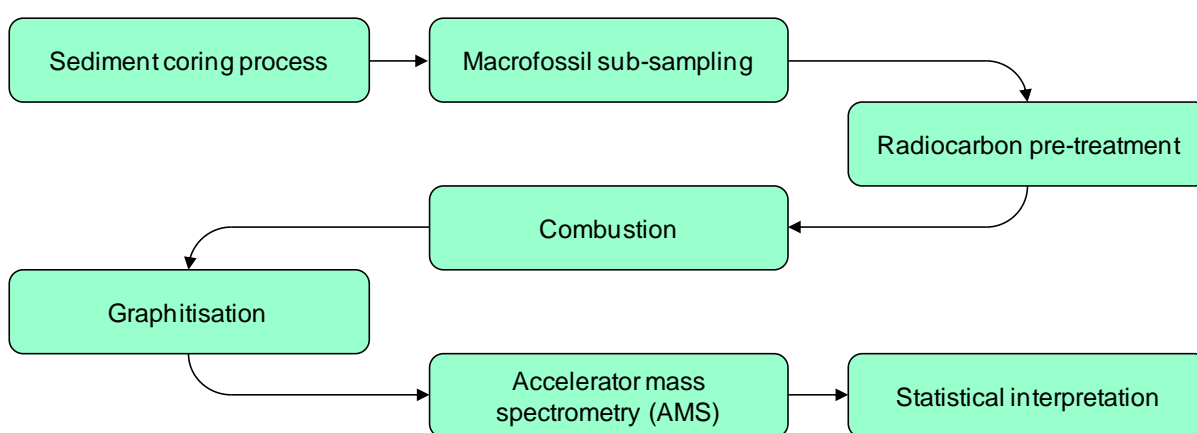 Sediment coring process
Macrofossil sub-sampling
Radiocarbon pre-treatment
Combustion
Graphitisation
Accelerator mass
spectrometry (AMS)
Statistical interpretation